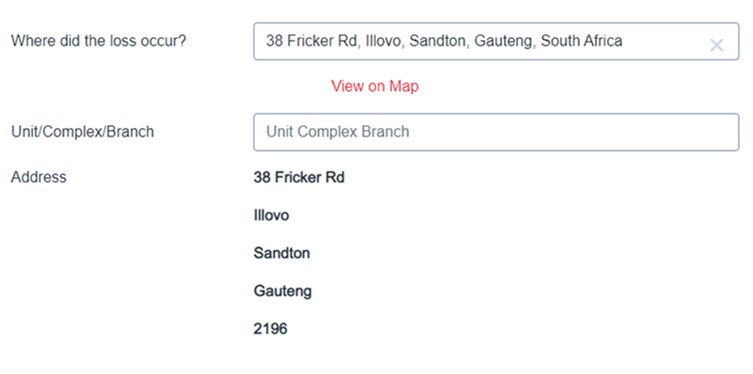 Where did the loss occur? 38 Fricker Rd, Illovo, Sandton, Gauteng, South Africa
View on Map
Unit/Complex/Branch Unit Complex Branch
Address 38 Fricker Rd
Illovo
Sandton
Gauteng
2196